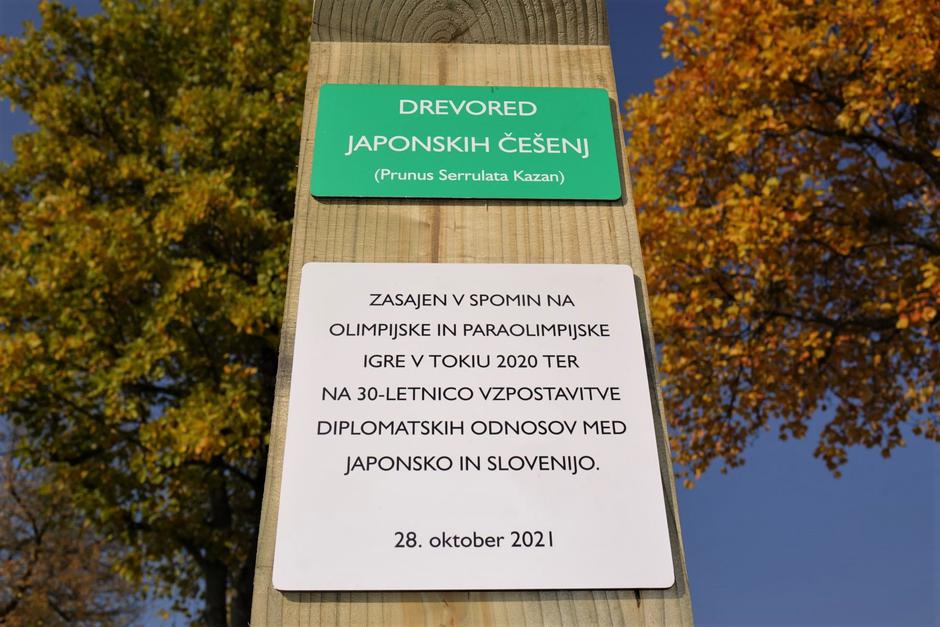 DREVORED
JAPONSKIH ČEŠENJ
(Prunus Serrulata Kazan)
ZASAJEN V SPOMIN NA
OLIMPIJSKE IN PARAOLIMPIJSKE
IGRE V TOKIU 2020 TER
NA 30-LETNICO VZPOSTAVITVE
DIPLOMATSKIH ODNOSOV MED
JAPONSKO IN SLOVENIJO.
28. oktober 2021